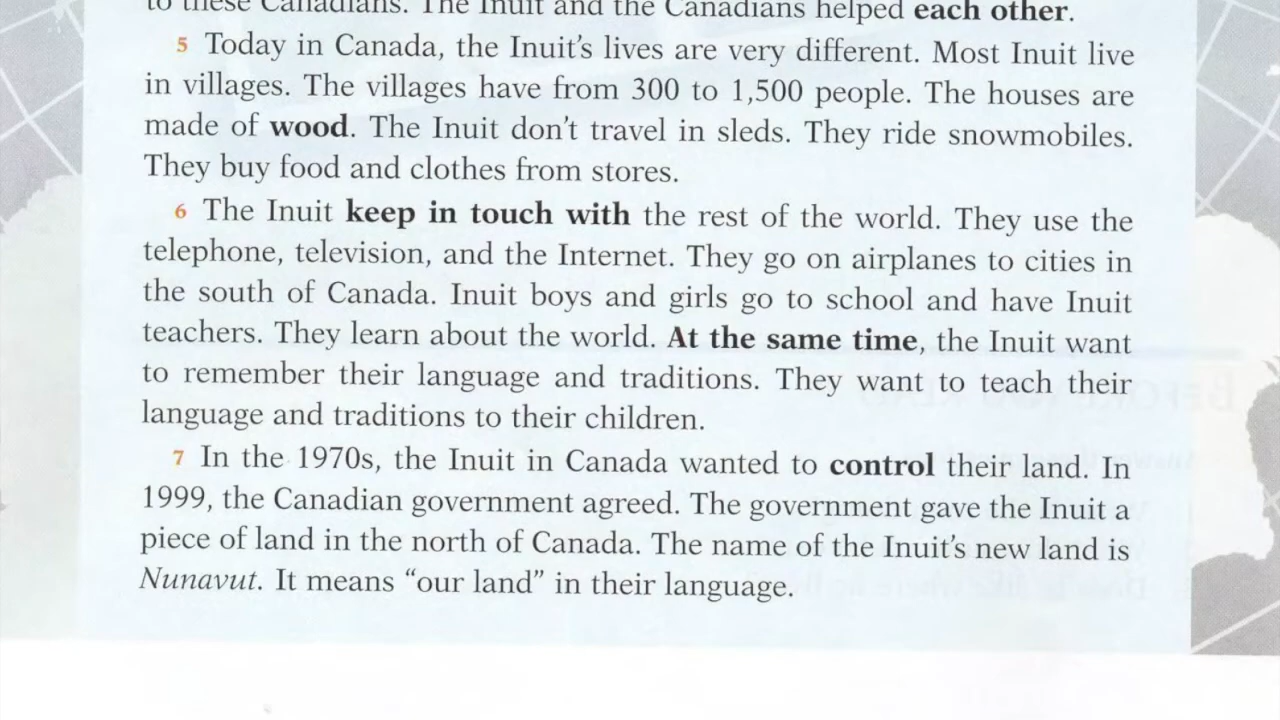 to these Canadians. The Inuit and the Canadians helped each other.
5 Today in Canada, the Inuit's lives are very different. Most Inuit live
in villages. The villages have from 300 to 1,500 people. The houses are
made of wood. The Inuit don't travel in sleds. They ride snowmobiles.
They buy food and clothes from stores.
6 The Inuit keep in touch with the rest of the world. They use the
telephone, television, and the Internet. They go on airplanes to cities in
the south of Canada. Inuit boys and girls go to school and have Inuit
teachers. They learn about the world. At the same time, the Inuit want
to remember their language and traditions. They want to teach their
language and traditions to their children.
7 In the 1970s, the Inuit in Canada wanted to control their land. In
1999, the Canadian government agreed. The government gave the Inuit a
piece of land in the north of Canada. The name of the Inuit's new land is
Nunavut. It means “our land” in their language.